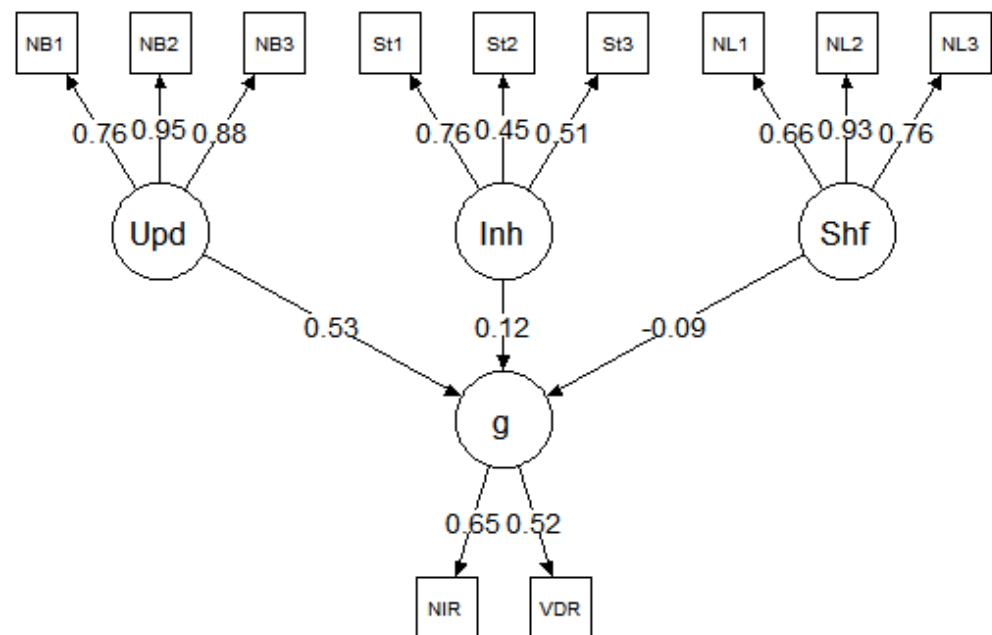 NB1 NB2 NB3 St1 St2 St3 NL1 NL2 NL3
0.76 0.95 0.88 0.76 0.45 0.51 0.66 0.93 0.76
Upd Inh Shf
0.53 0.12 -0.09
g
0.65 0.52
NIR VDR